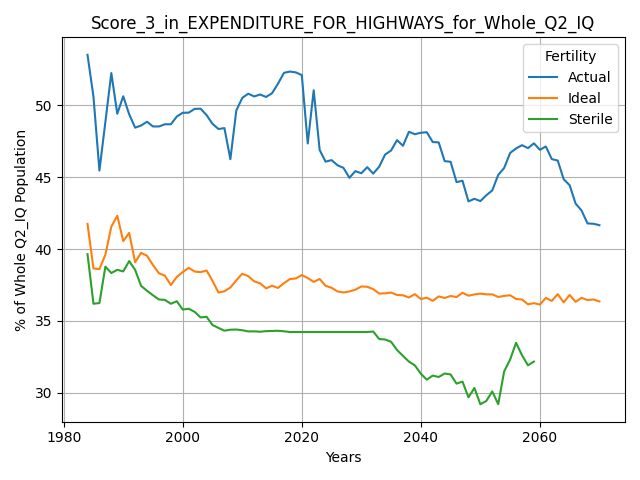 Score_3_in_EXPENDITURE_FOR_HIGHWAYS_for_Whole_Q2_IQ
Fertility
Actual
Ideal
Sterile
% of Whole Q2_IQ Population
50
45
40
35
30
1980
2000
2020
2040
2060
Years